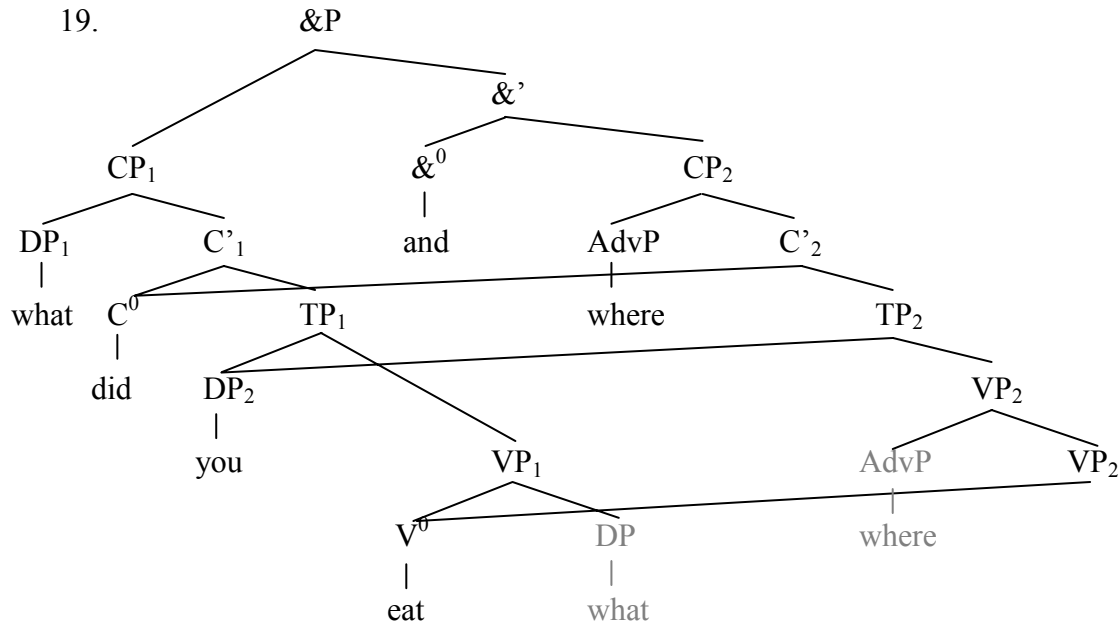 19. &P
&’
CP₁ &⁰ CP₂
DP₁ C’₁ and AdvP C’₂
what C⁰ TP₁ where TP₂
did DP₂ VP₂
you VP₁ AdvP VP₂
V⁰ DP where
eat what